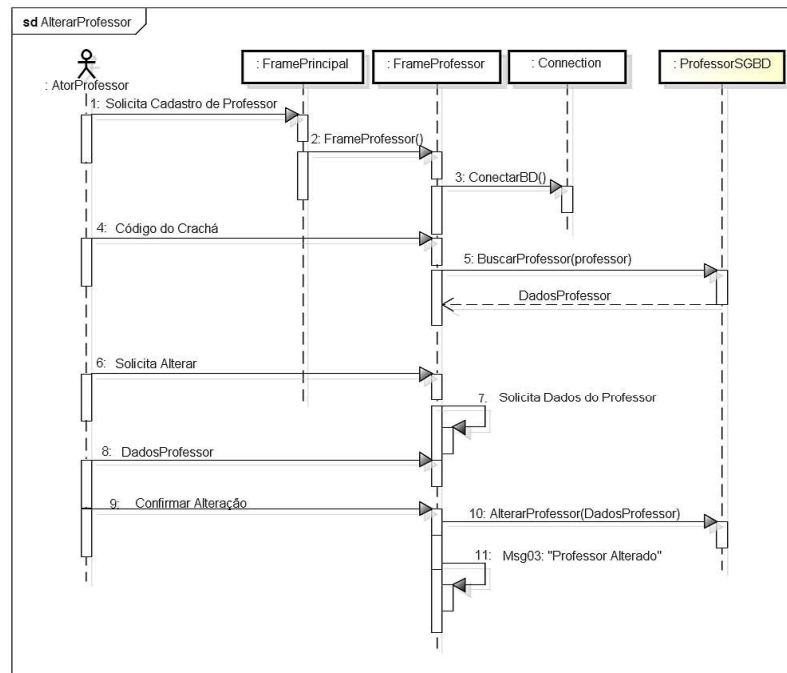 sd AlterarProfessor
: AtorProfessor
: FramePrincipal
: FrameProfessor
: Connection
: ProfessorSGBD
1: Solicita Cadastro de Professor
2: FrameProfessor()
3: ConectarBD()
4: Código do Crachá
5: BuscarProfessor(professor)
DadosProfessor
6: Solicita Alterar
7. Solicita Dados do Professor
8: DadosProfessor
9: Confirmar Alteração
10: AlterarProfessor(DadosProfessor)
11: Msg03: "Professor Alterado"